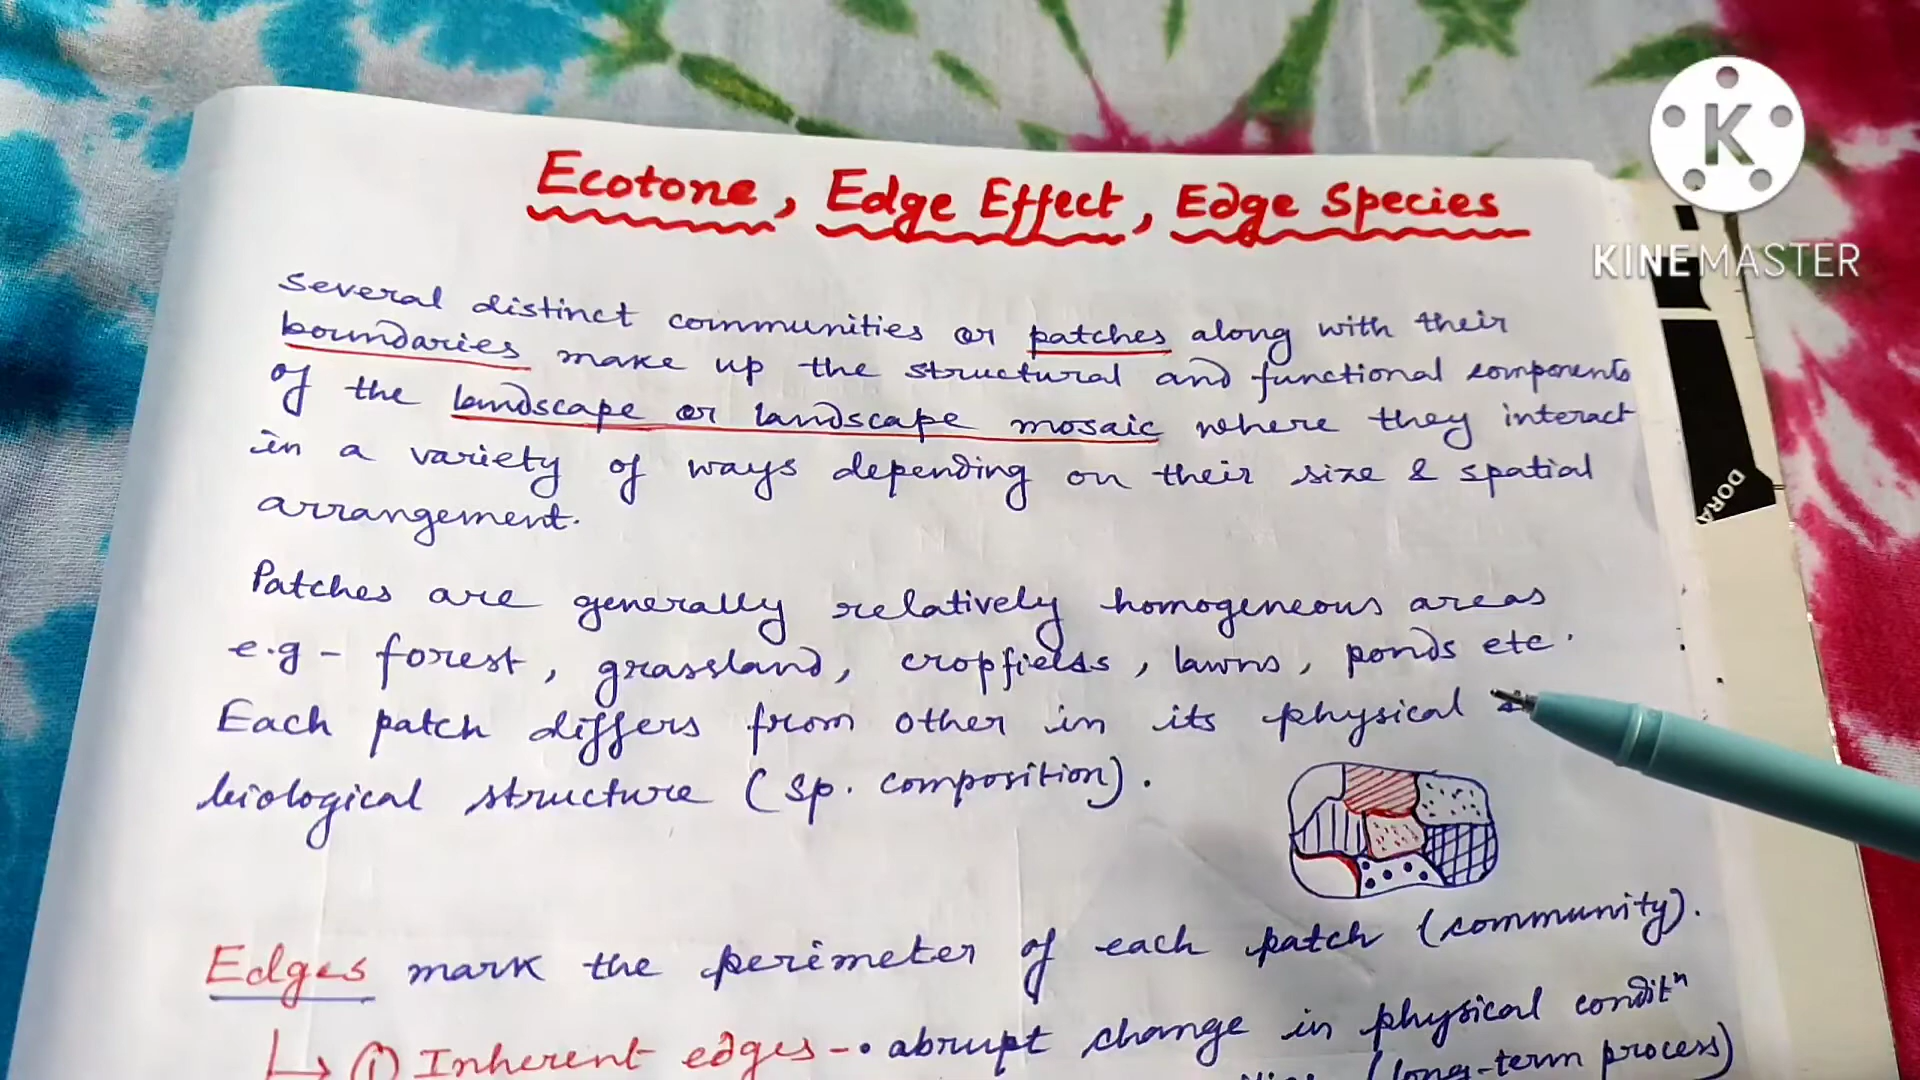 Ecotone, Edge Effect, Edge Species
KINEMASTER
Several distinct communities or patches along with their
boundaries make up the structural and functional components
of the landscape or landscape mosaic where they interact
in a variety of ways depending on their size & spatial
arrangement.
DORA
Patches are generally relatively homogeneous areas
e.g - forest, grassland, cropfields, lawns, ponds etc.
Each patch differs from other in its physical
biological structure (sp. composition).
Edges mark the perimeter of each patch (community).
↳ (i) Inherent edges - • abrupt change in physical conditⁿ
(long-term process)